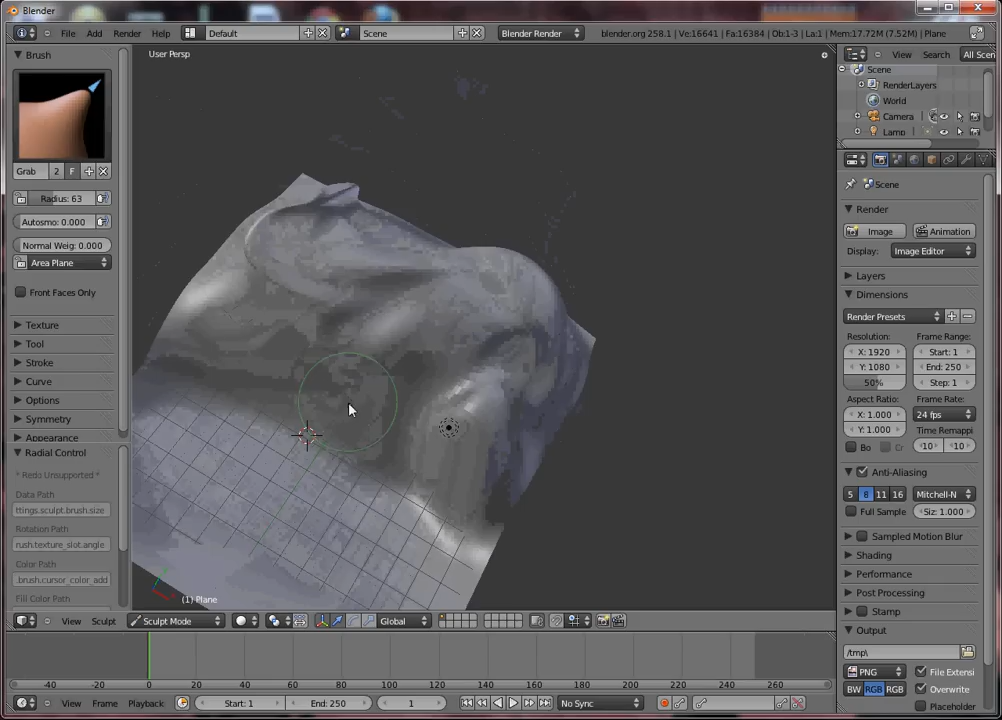 Blender
File Add Render Help Default Scene Blender Render blender.org 258.1 | Ve:16641 | Fa:16384 | Ob:1-3 | La:1 | Mem:17.72M (7.52M) | Plane
Brush
User Persp
View Search All Scen
Scene
RenderLayers
World
Camera
Lamp
Grab 2 F
Radius: 63
Autosmo: 0.000
Normal Weig: 0.000
Area Plane
Front Faces Only
Texture
Tool
Stroke
Curve
Options
Symmetry
Appearance
Radial Control
* Redo Unsupported *
Data Path
ttings.sculpt.brush.size
Rotation Path
rush.texture_slot.angle
Color Path
.brush.cursor_color_add
Fill Color Path
(1) Plane
Scene
Render
Image Animation
Display: Image Editor
Layers
Dimensions
Render Presets
Resolution: Frame Range:
X: 1920 Start: 1
Y: 1080 End: 250
50% Step: 1
Aspect Ratio: Frame Rate:
X: 1.000 24 fps
Y: 1.000 Time Remappi
Bo Cr 10 10
Anti-Aliasing
5 8 11 16 Mitchell-N
Full Sample Siz: 1.000
Sampled Motion Blur
Shading
Performance
Post Processing
Stamp
Output
/tmp\
PNG File Extensi
BW RGB RGB Overwrite
Placeholder
View Sculpt Sculpt Mode Global
-40 -20 0 20 40 60 80 100 120 140 160 180 200 220 240 260
View Frame Playback Start: 1 End: 250 1 No Sync